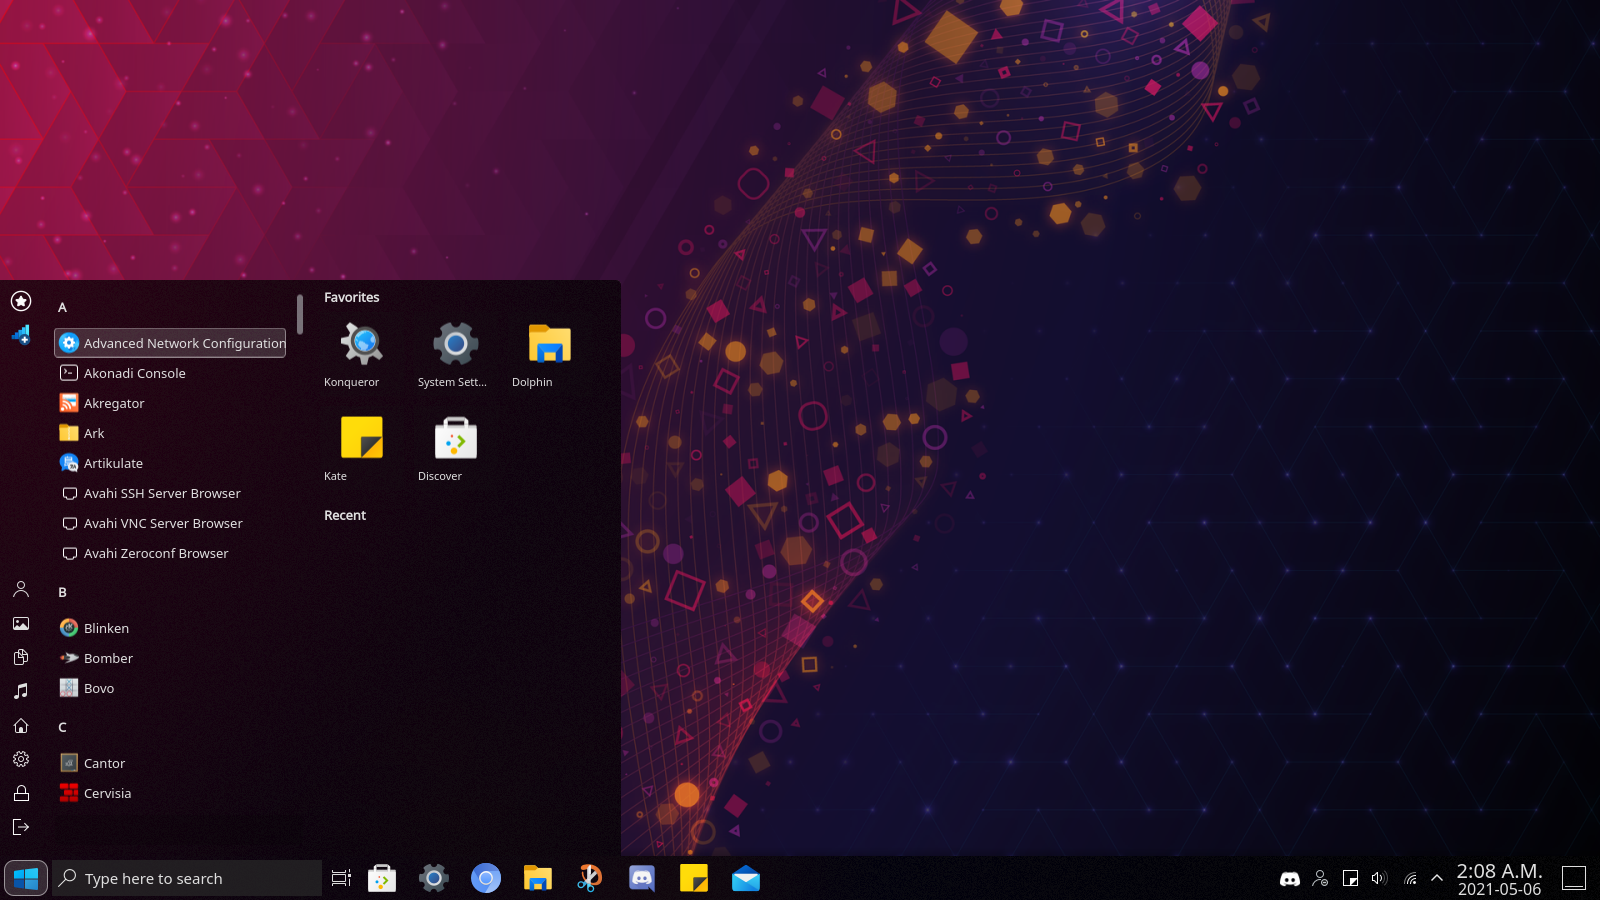 A
Advanced Network Configuration
Akonadi Console
Akregator
Ark
Artikulate
Avahi SSH Server Browser
Avahi VNC Server Browser
Avahi Zeroconf Browser
B
Blinken
Bomber
Bovo
C
Cantor
Cervisia
Favorites
Konqueror
System Sett...
Dolphin
Kate
Discover
Recent
Type here to search
2:08 A.M.
2021-05-06